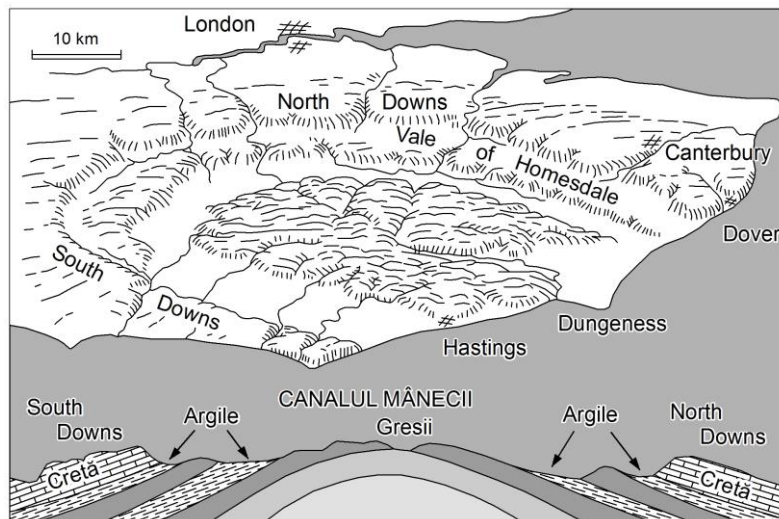 London
10 km
North Downs
Vale of Homesdale
Canterbury
Dover
South Downs
Dungeness
Hastings
CANALUL MÂNECII
South Downs
Argile
Gresii
Argile
North Downs
Cretă
Cretă